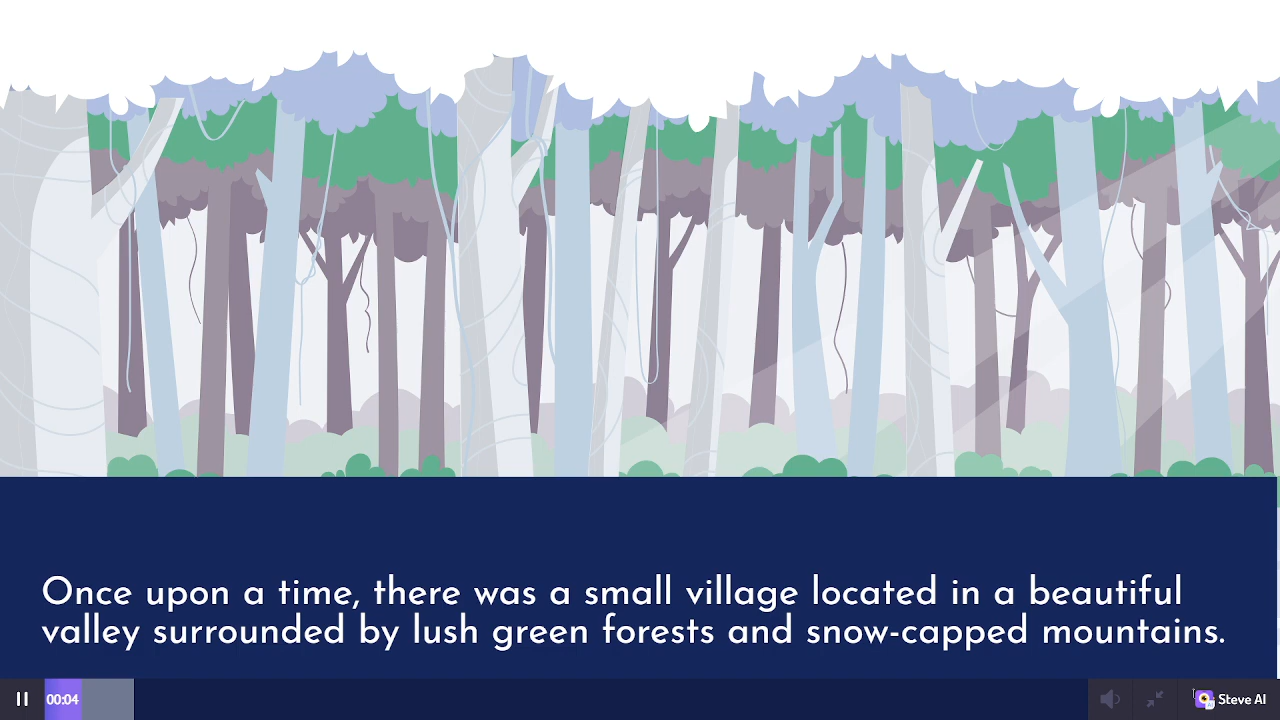 Once upon a time, there was a small village located in a beautiful
valley surrounded by lush green forests and snow-capped mountains.
00:04
Steve AI